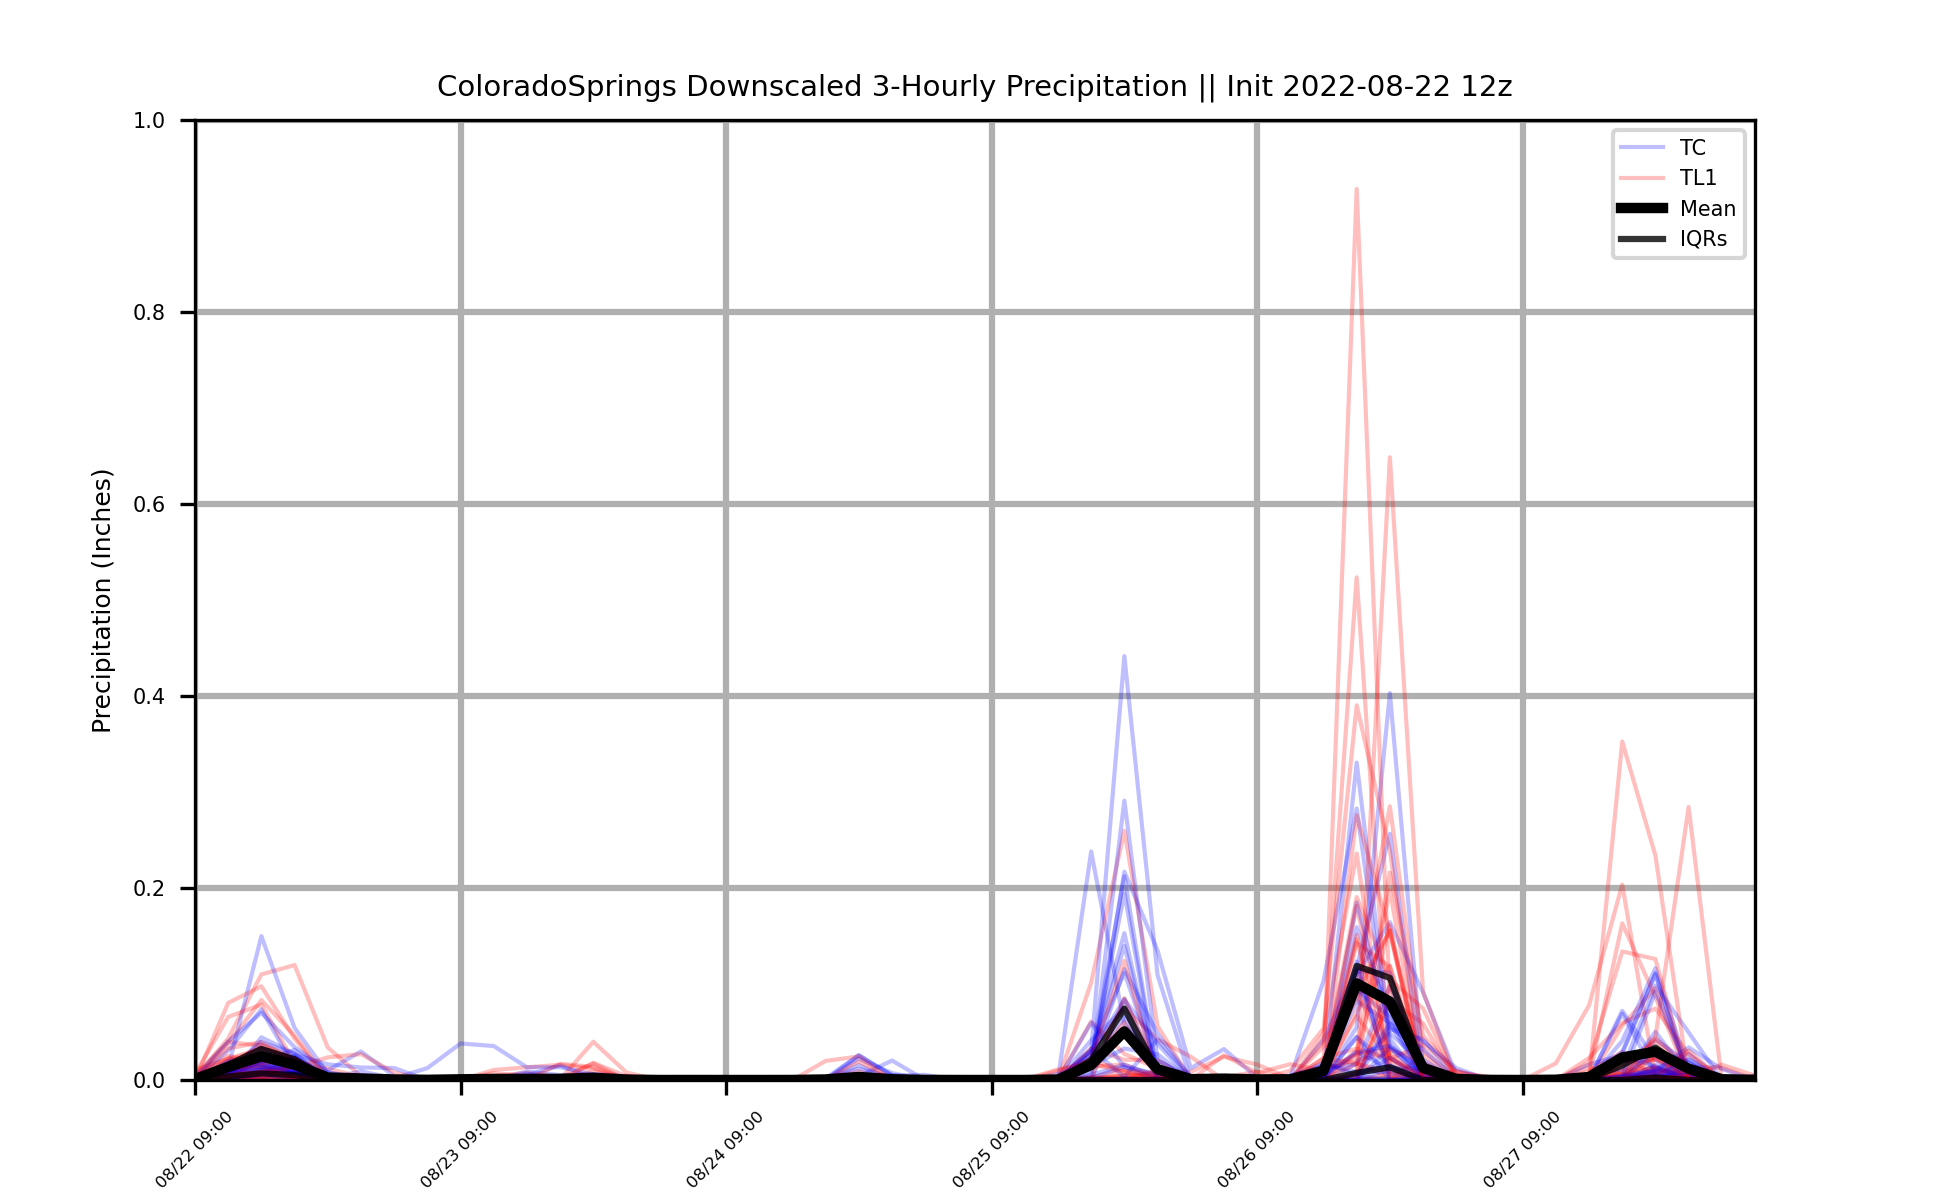 ColoradoSprings Downscaled 3-Hourly Precipitation || Init 2022-08-22 12z
1.0
0.8
0.6
0.4
0.2
0.0
Precipitation (Inches)
TC
TL1
Mean
IQRs
08/22 09:00
08/23 09:00
08/24 09:00
08/25 09:00
08/26 09:00
08/27 09:00